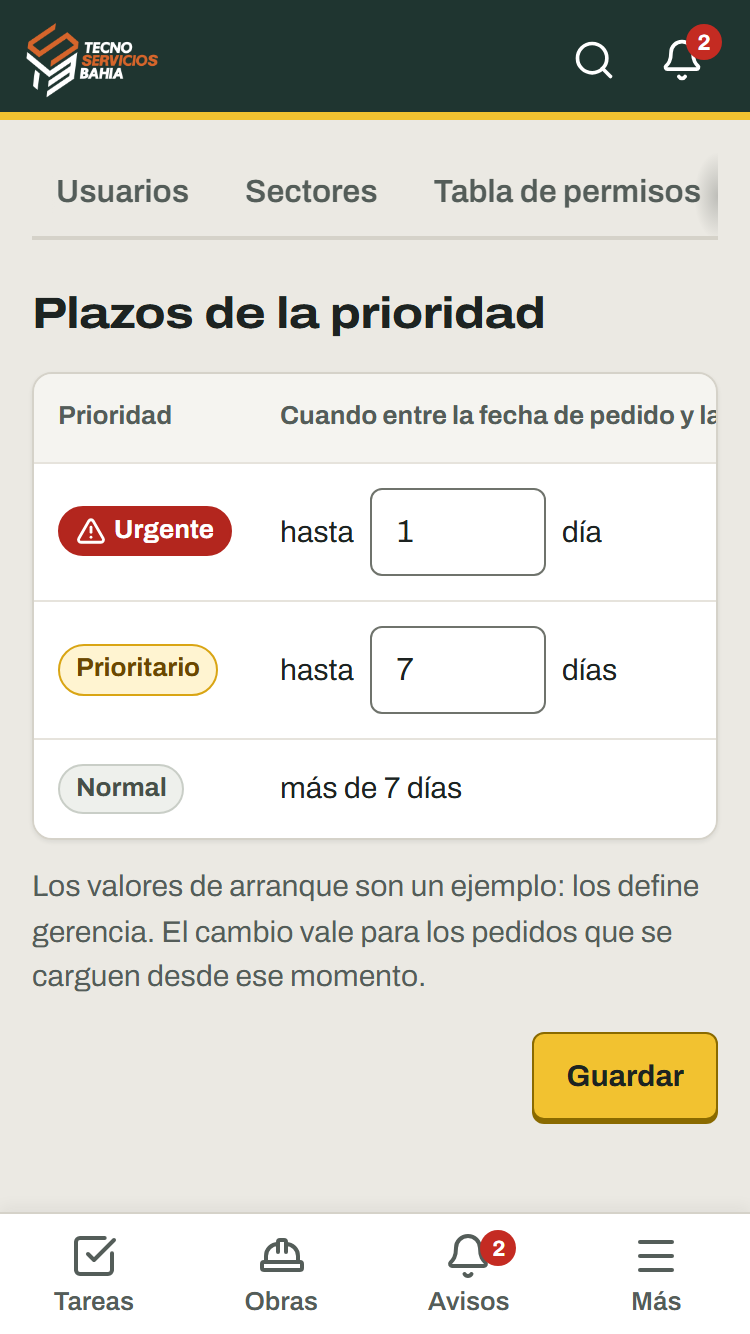 TECNO
SERVICIOS
BAHIA
2
Usuarios Sectores Tabla de permisos
Plazos de la prioridad
Prioridad Cuando entre la fecha de pedido y la
Urgente hasta 1 día
Prioritario hasta 7 días
Normal más de 7 días
Los valores de arranque son un ejemplo: los define
gerencia. El cambio vale para los pedidos que se
carguen desde ese momento.
Guardar
2
Tareas Obras Avisos Más